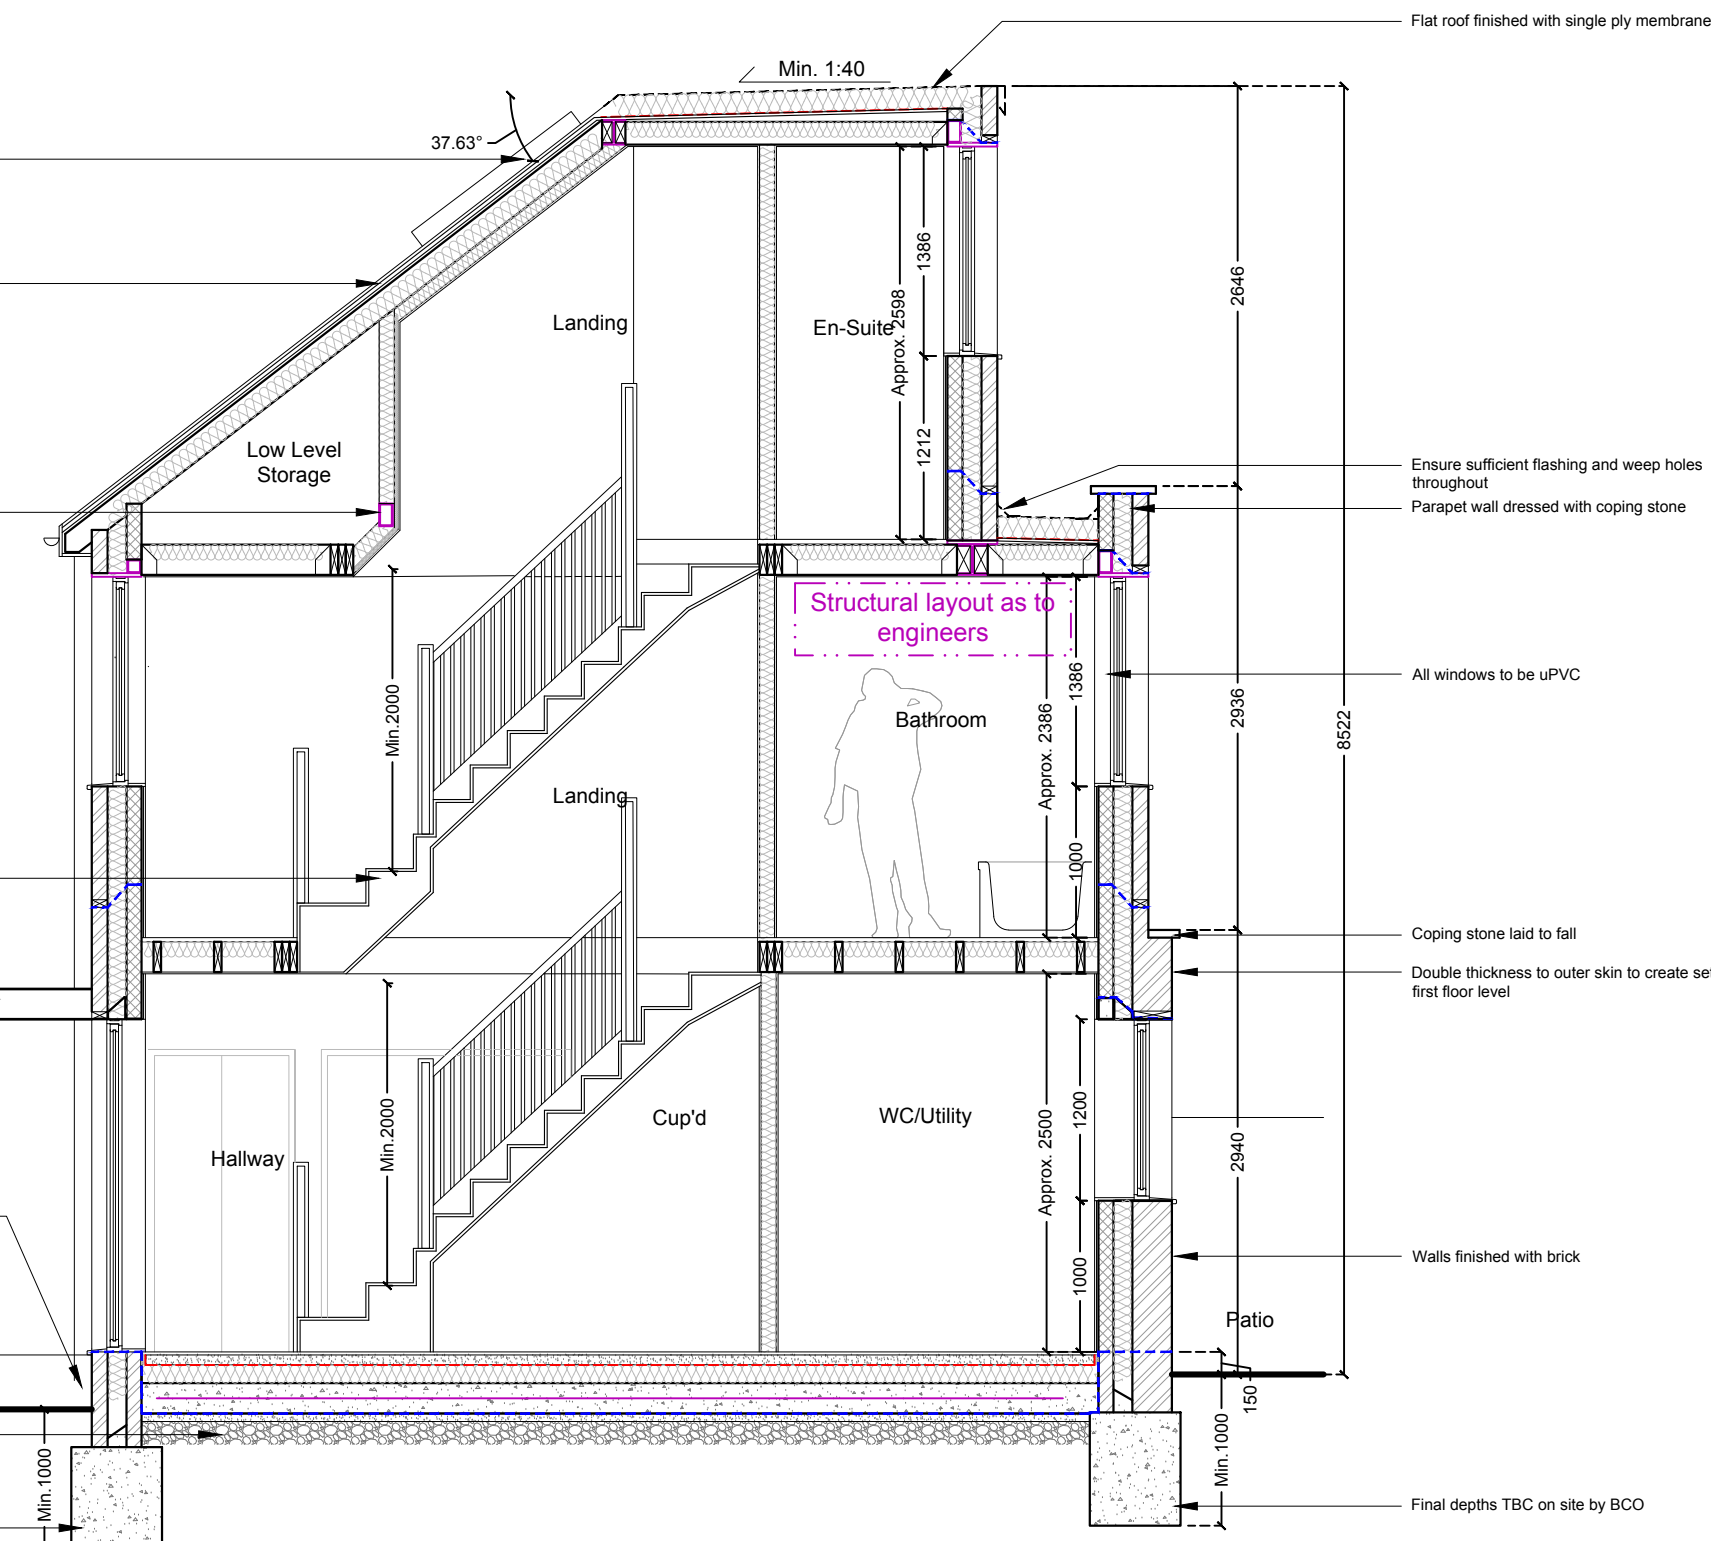 Flat roof finished with single ply membrane
Min. 1:40
37.63°
1386
2646
Landing
En-Suite
Approx. 2598
1212
Low Level
Storage
Ensure sufficient flashing and weep holes
throughout
Parapet wall dressed with coping stone
Structural layout as to
engineers
All windows to be uPVC
Min.2000
Bathroom
1386
2936
8522
Approx. 2386
Landing
1000
Coping stone laid to fall
Double thickness to outer skin to create
first floor level
Min.2000
Cup'd
WC/Utility
1200
Approx. 2500
2940
Hallway
1000
Walls finished with brick
Patio
150
Min.1000
Min.1000
Final depths TBC on site by BCO